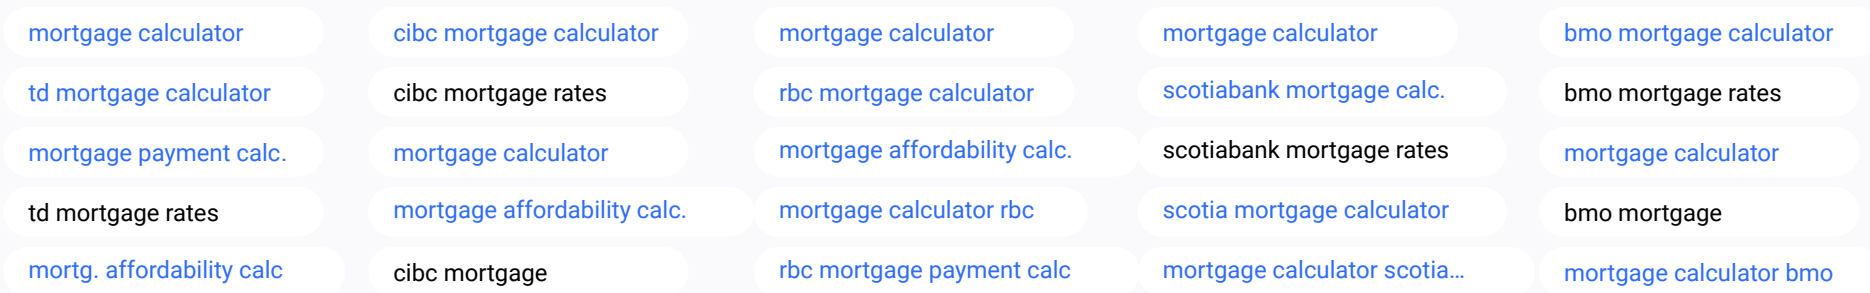 mortgage calculator
td mortgage calculator
mortgage payment calc.
td mortgage rates
mortg. affordability calc
cibc mortgage calculator
cibc mortgage rates
mortgage calculator
mortgage affordability calc.
cibc mortgage
mortgage calculator
rbc mortgage calculator
mortgage affordability calc.
mortgage calculator rbc
rbc mortgage payment calc
mortgage calculator
scotiabank mortgage calc.
scotiabank mortgage rates
scotia mortgage calculator
mortgage calculator scotia...
bmo mortgage calculator
bmo mortgage rates
mortgage calculator
bmo mortgage
mortgage calculator bmo